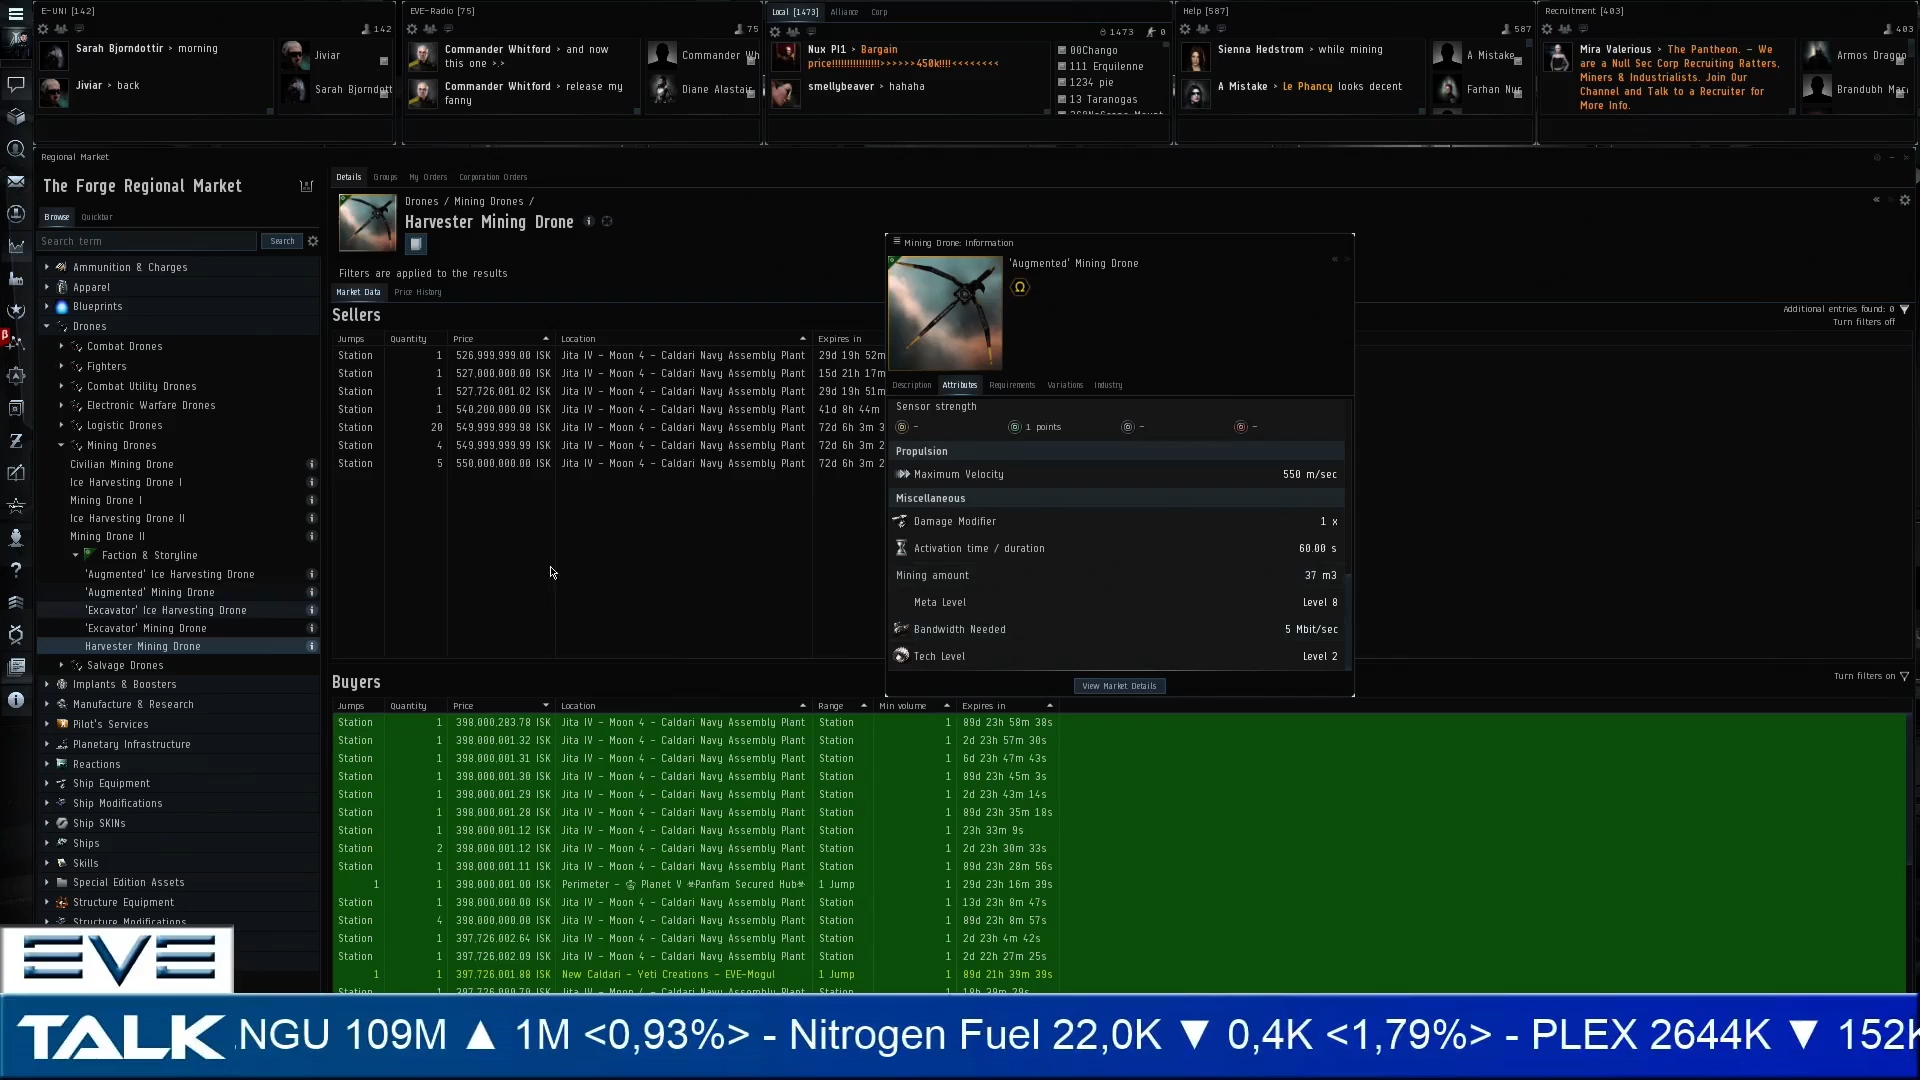 E-UNI [142]
142
Sarah Bjorndottir > morning
Jiviar > back
Jiviar
Sarah Bjorndott
EVE-Radio [75]
75
Commander Whitford > and now
this one >.>
Commander Whitford > release my
fanny
Commander Wh
Diane Alastair
Local [1473] Alliance Corp
1473 0
Nux PI1 > Bargain
price!!!!!!!!!!!!!!!!>>>>>>450k!!!!<<<<<<<<
smellybeaver > hahaha
00Chango
111 Erquilenne
1234 pie
13 Taranogas
Help [587]
587
Sienna Hedstrom > while mining
A Mistake > Le Phancy looks decent
A Mistake
Farhan Nur
Recruitment [403]
403
Mira Valerious > The Pantheon. – We
are a Null Sec Corp Recruiting Ratters,
Miners & Industrialists. Join Our
Channel and Talk to a Recruiter for
More Info.
Armos Dragon
Brandubh Mac
Regional Market
The Forge Regional Market
Browse Quickbar
Search term Search
Ammunition & Charges
Apparel
Blueprints
Drones
Combat Drones
Fighters
Combat Utility Drones
Electronic Warfare Drones
Logistic Drones
Mining Drones
Civilian Mining Drone
Ice Harvesting Drone I
Mining Drone I
Ice Harvesting Drone II
Mining Drone II
Faction & Storyline
'Augmented' Ice Harvesting Drone
'Augmented' Mining Drone
'Excavator' Ice Harvesting Drone
'Excavator' Mining Drone
Harvester Mining Drone
Salvage Drones
Implants & Boosters
Manufacture & Research
Pilot's Services
Planetary Infrastructure
Reactions
Ship Equipment
Ship Modifications
Ship SKINs
Ships
Skills
Special Edition Assets
Structure Equipment
Structure Modifications
Details Groups My Orders Corporation Orders
Drones / Mining Drones /
Harvester Mining Drone
Filters are applied to the results
Market Data Price History
Additional entries found: 0
Turn filters off
Sellers
Jumps Quantity Price Location Expires in
Station 1 526,999,999.00 ISK Jita IV – Moon 4 – Caldari Navy Assembly Plant 29d 19h 52m
Station 1 527,000,000.00 ISK Jita IV – Moon 4 – Caldari Navy Assembly Plant 15d 21h 17m
Station 1 527,726,001.02 ISK Jita IV – Moon 4 – Caldari Navy Assembly Plant 29d 19h 51m
Station 1 540,200,000.00 ISK Jita IV – Moon 4 – Caldari Navy Assembly Plant 41d 8h 44m
Station 20 549,999,999.98 ISK Jita IV – Moon 4 – Caldari Navy Assembly Plant 72d 6h 3m 3
Station 4 549,999,999.99 ISK Jita IV – Moon 4 – Caldari Navy Assembly Plant 72d 6h 3m 2
Station 5 550,000,000.00 ISK Jita IV – Moon 4 – Caldari Navy Assembly Plant 72d 6h 3m 2
Mining Drone: Information
'Augmented' Mining Drone
Description Attributes Requirements Variations Industry
Sensor strength
– 1 points – –
Propulsion
Maximum Velocity 550 m/sec
Miscellaneous
Damage Modifier 1 x
Activation time / duration 60.00 s
Mining amount 37 m3
Meta Level Level 8
Bandwidth Needed 5 Mbit/sec
Tech Level Level 2
View Market Details
Buyers
Turn filters on
Jumps Quantity Price Location Range Min volume Expires in
Station 1 398,000,283.78 ISK Jita IV – Moon 4 – Caldari Navy Assembly Plant Station 1 89d 23h 58m 38s
Station 1 398,000,001.32 ISK Jita IV – Moon 4 – Caldari Navy Assembly Plant Station 1 2d 23h 57m 30s
Station 1 398,000,001.31 ISK Jita IV – Moon 4 – Caldari Navy Assembly Plant Station 1 6d 23h 47m 43s
Station 1 398,000,001.30 ISK Jita IV – Moon 4 – Caldari Navy Assembly Plant Station 1 89d 23h 45m 3s
Station 1 398,000,001.29 ISK Jita IV – Moon 4 – Caldari Navy Assembly Plant Station 1 2d 23h 43m 14s
Station 1 398,000,001.28 ISK Jita IV – Moon 4 – Caldari Navy Assembly Plant Station 1 89d 23h 35m 18s
Station 1 398,000,001.12 ISK Jita IV – Moon 4 – Caldari Navy Assembly Plant Station 1 23h 33m 9s
Station 2 398,000,001.12 ISK Jita IV – Moon 4 – Caldari Navy Assembly Plant Station 1 2d 23h 30m 33s
Station 1 398,000,001.11 ISK Jita IV – Moon 4 – Caldari Navy Assembly Plant Station 1 89d 23h 28m 56s
1 1 398,000,001.00 ISK Perimeter – Planet V Panfam Secured Hub 1 Jump 1 29d 23h 16m 39s
Station 1 398,000,000.00 ISK Jita IV – Moon 4 – Caldari Navy Assembly Plant Station 1 13d 23h 8m 47s
Station 4 398,000,000.00 ISK Jita IV – Moon 4 – Caldari Navy Assembly Plant Station 1 89d 23h 8m 57s
Station 1 397,726,002.64 ISK Jita IV – Moon 4 – Caldari Navy Assembly Plant Station 1 2d 23h 4m 42s
Station 1 397,726,002.09 ISK Jita IV – Moon 4 – Caldari Navy Assembly Plant Station 1 2d 22h 27m 25s
1 1 397,726,001.88 ISK New Caldari – Yeti Creations – EVE-Mogul 1 Jump 1 89d 21h 39m 39s
EVE
TALK
.NGU 109M ▲ 1M <0,93%> - Nitrogen Fuel 22,0K ▼ 0,4K <1,79%> - PLEX 2644K ▼ 152K